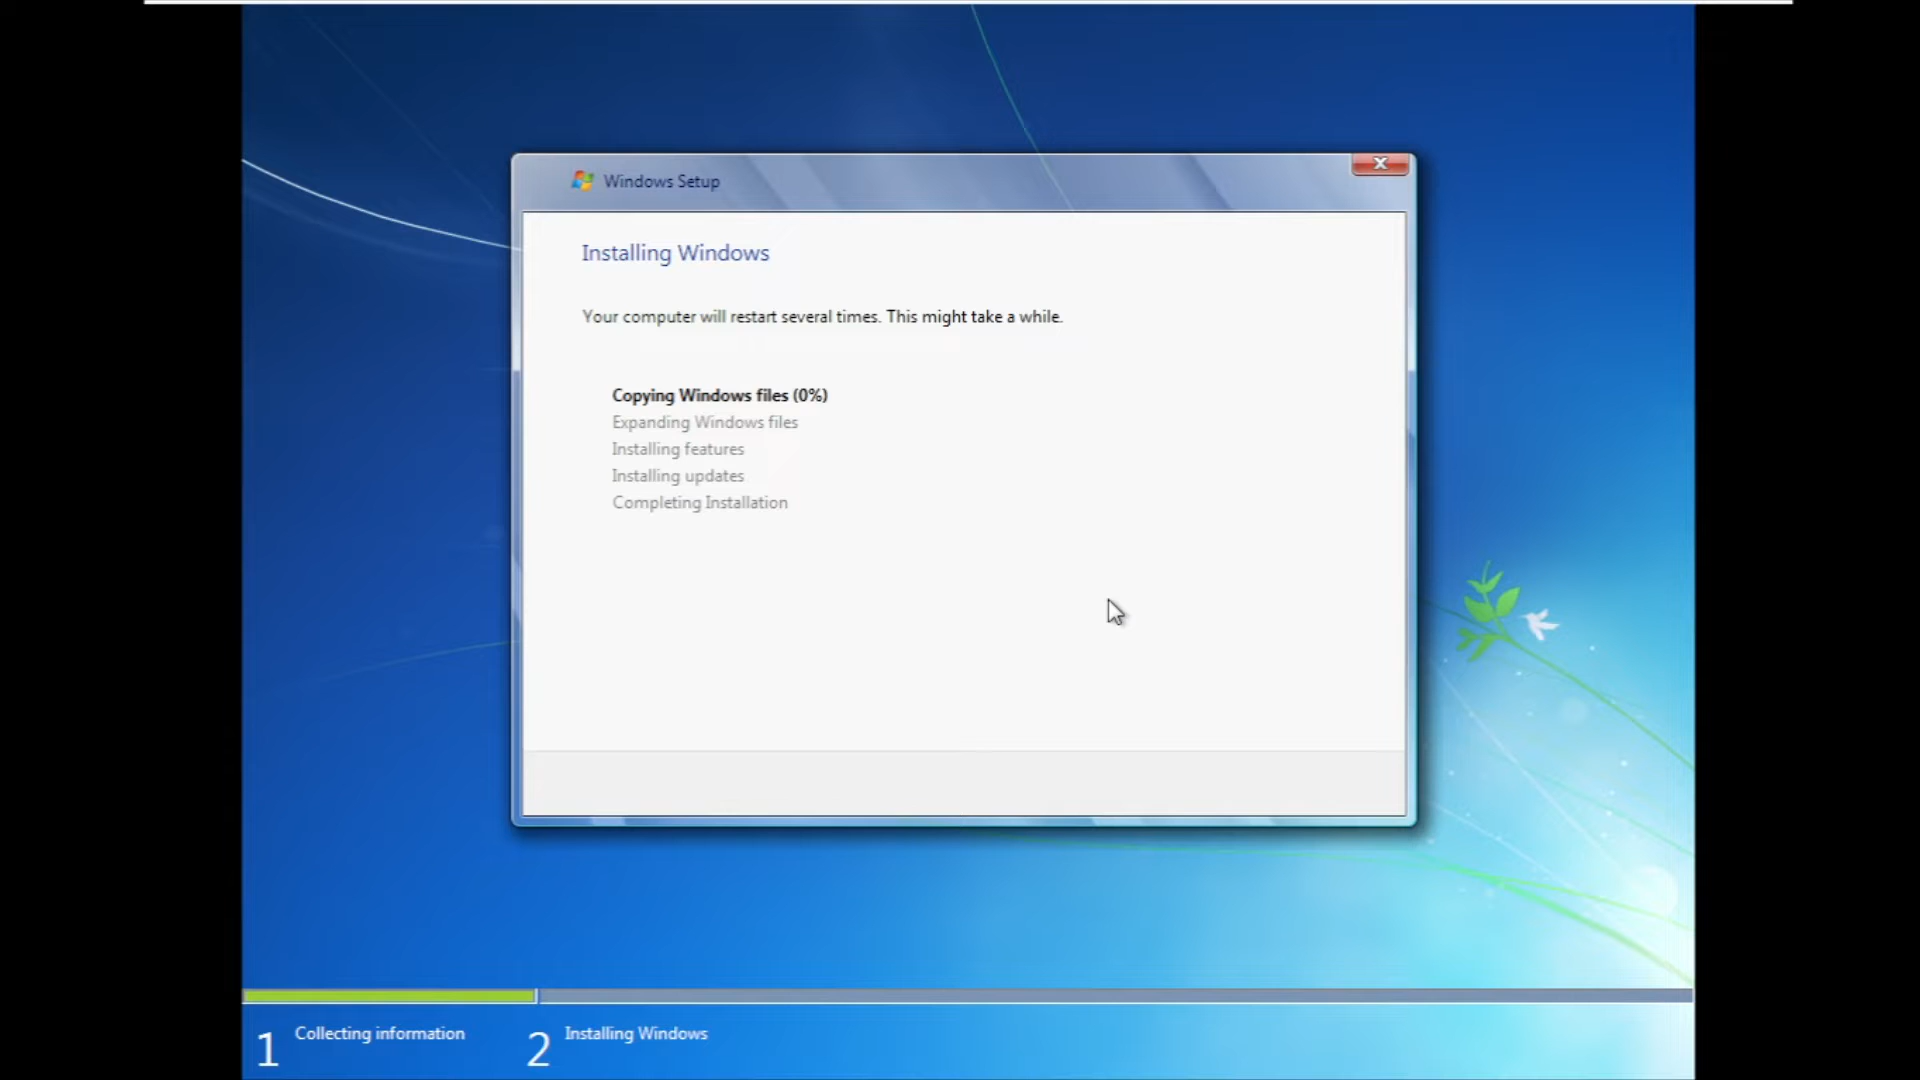 Windows Setup
Installing Windows
Your computer will restart several times. This might take a while.
Copying Windows files (0%)
Expanding Windows files
Installing features
Installing updates
Completing Installation
1 Collecting information
2 Installing Windows